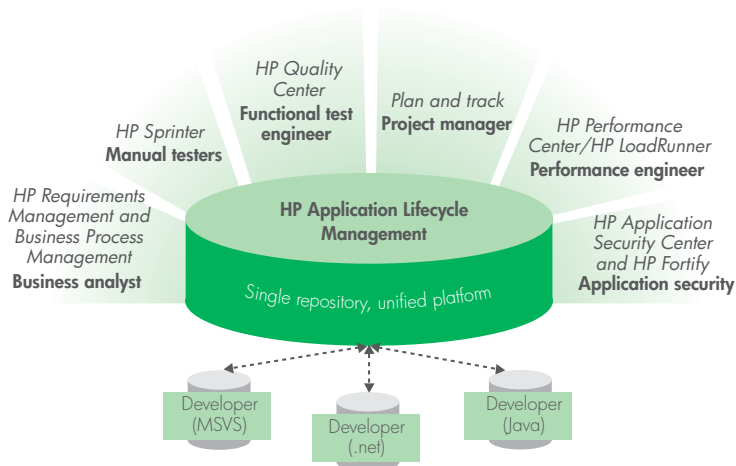 HP Requirements
Management and
Business Process
Management
Business analyst
HP Sprinter
Manual testers
HP Quality
Center
Functional test
engineer
Plan and track
Project manager
HP Performance
Center/HP LoadRunner
Performance engineer
HP Application
Security Center
and HP Fortify
Application security
HP Application Lifecycle
Management
Single repository, unified platform
Developer
(MSVS)
Developer
(.net)
Developer
(Java)